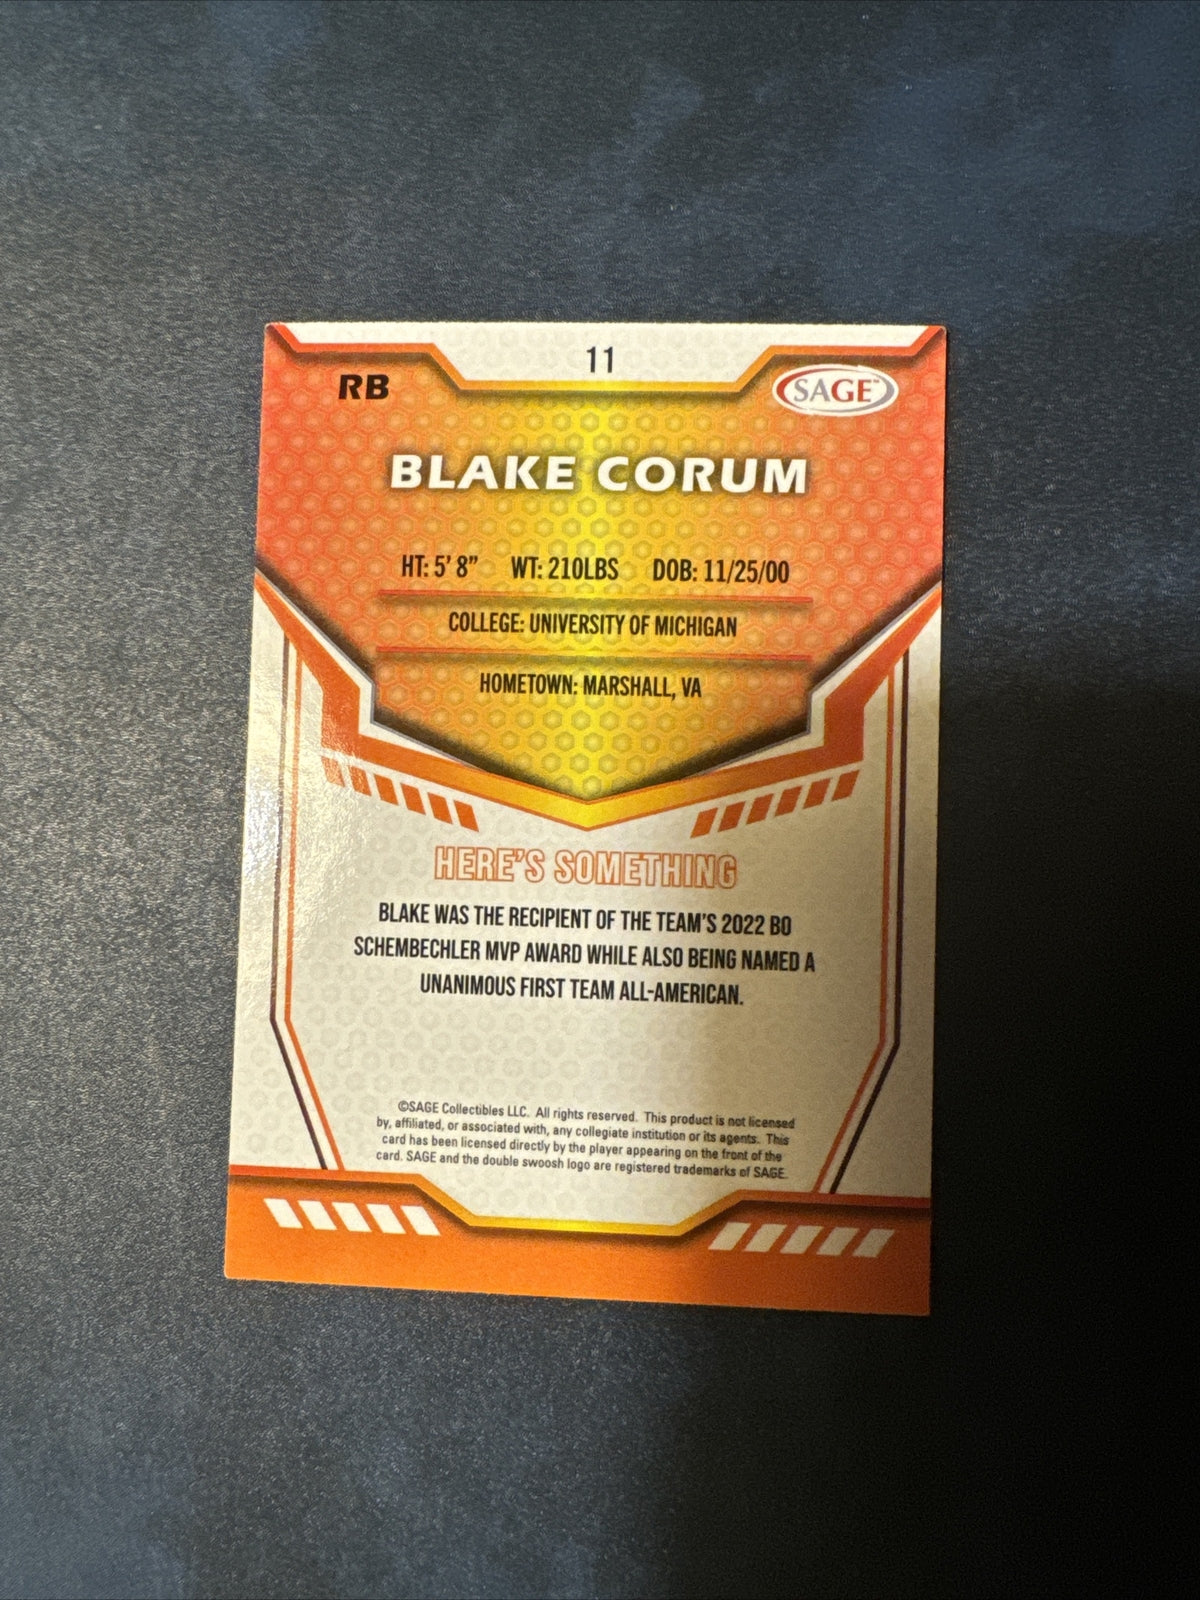 11
RB
SAGE™
BLAKE CORUM
HT: 5' 8" WT: 210LBS DOB: 11/25/00
COLLEGE: UNIVERSITY OF MICHIGAN
HOMETOWN: MARSHALL, VA
HERE'S SOMETHING
BLAKE WAS THE RECIPIENT OF THE TEAM'S 2022 BO
SCHEMBECHLER MVP AWARD WHILE ALSO BEING NAMED A
UNANIMOUS FIRST TEAM ALL-AMERICAN.
©SAGE Collectibles LLC. All rights reserved. This product is not licensed
by, affiliated, or associated with, any collegiate institution or its agents. This
card has been licensed directly by the player appearing on the front of the
card. SAGE and the double swoosh logo are registered trademarks of SAGE.